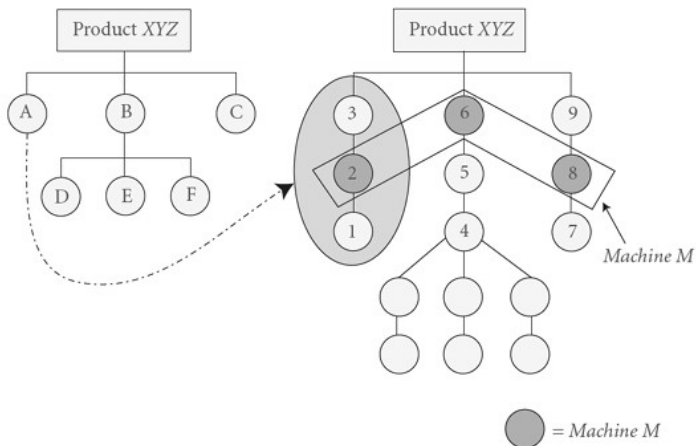 Product XYZ
A
B
C
D
E
F
Product XYZ
3
6
9
2
5
8
1
4
7
Machine M
= Machine M